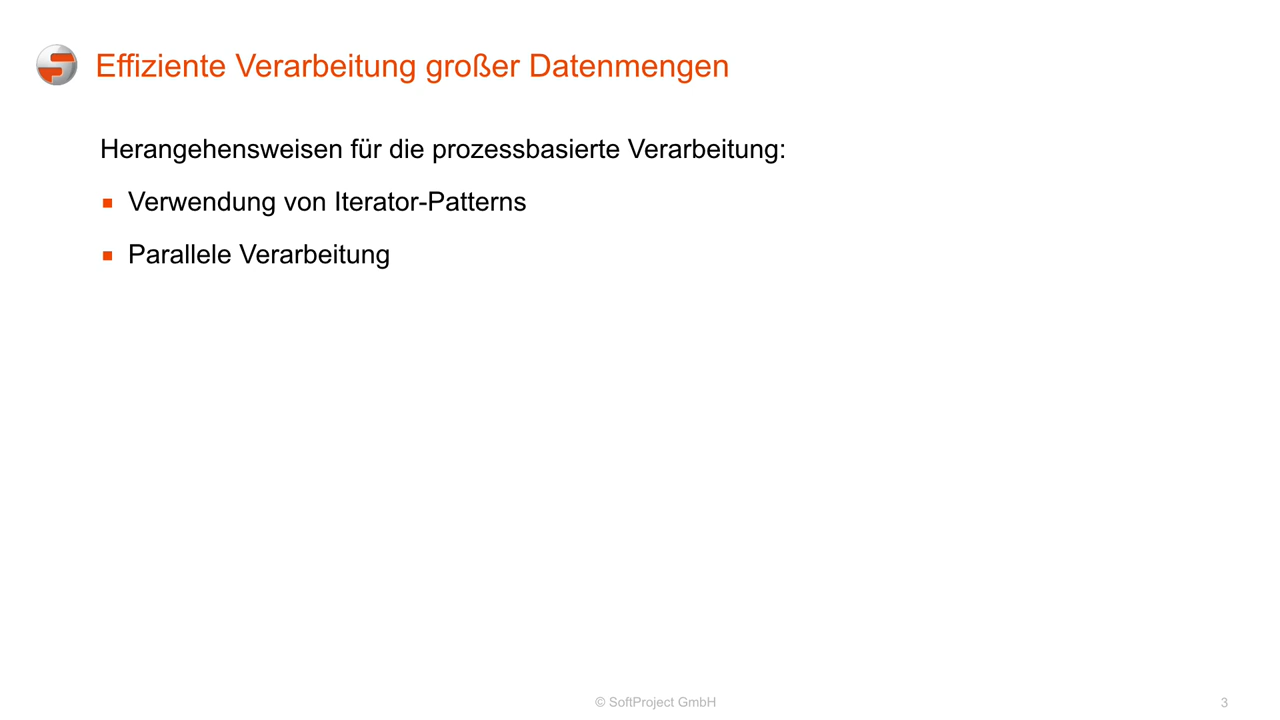 Effiziente Verarbeitung großer Datenmengen
Herangehensweisen für die prozessbasierte Verarbeitung:
Verwendung von Iterator-Patterns
Parallele Verarbeitung
© SoftProject GmbH
3